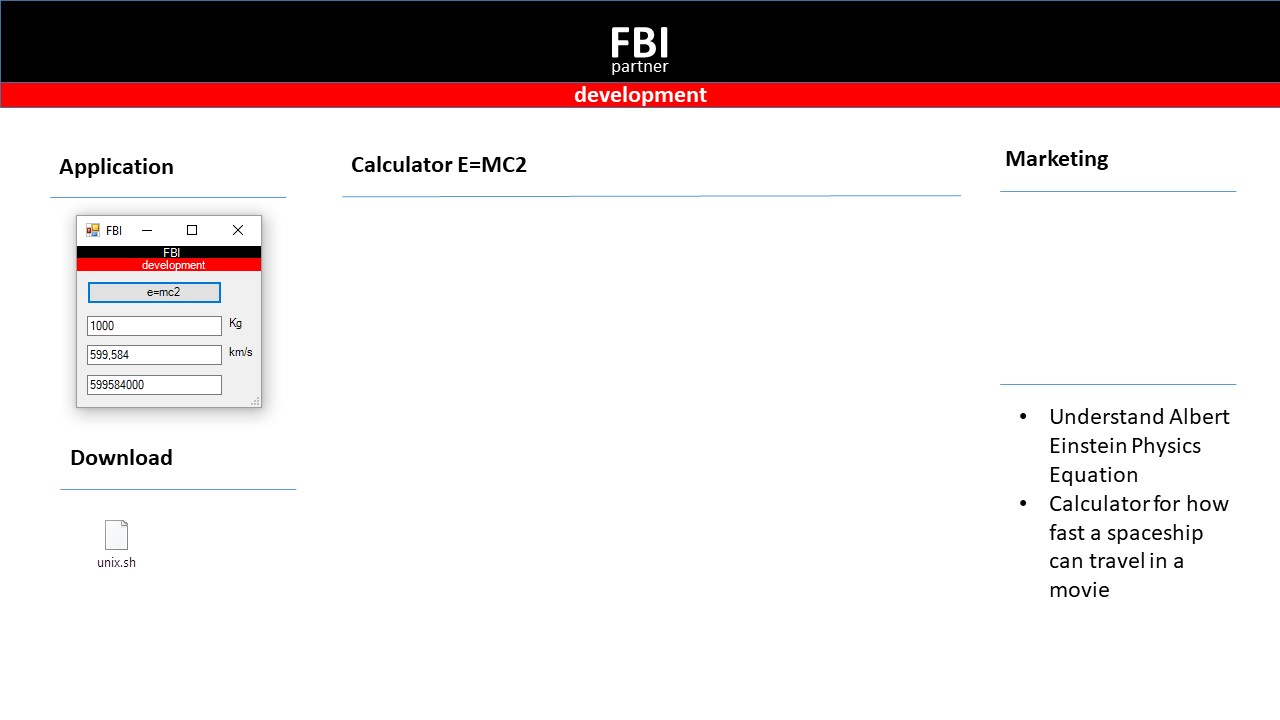 FBI
partner
development
Application
Calculator E=MC2
Marketing
FBI
FBI
development
e=mc2
1000
Kg
599,584
km/s
599584000
Download
unix.sh
• Understand Albert
Einstein Physics
Equation
• Calculator for how
fast a spaceship
can travel in a
movie